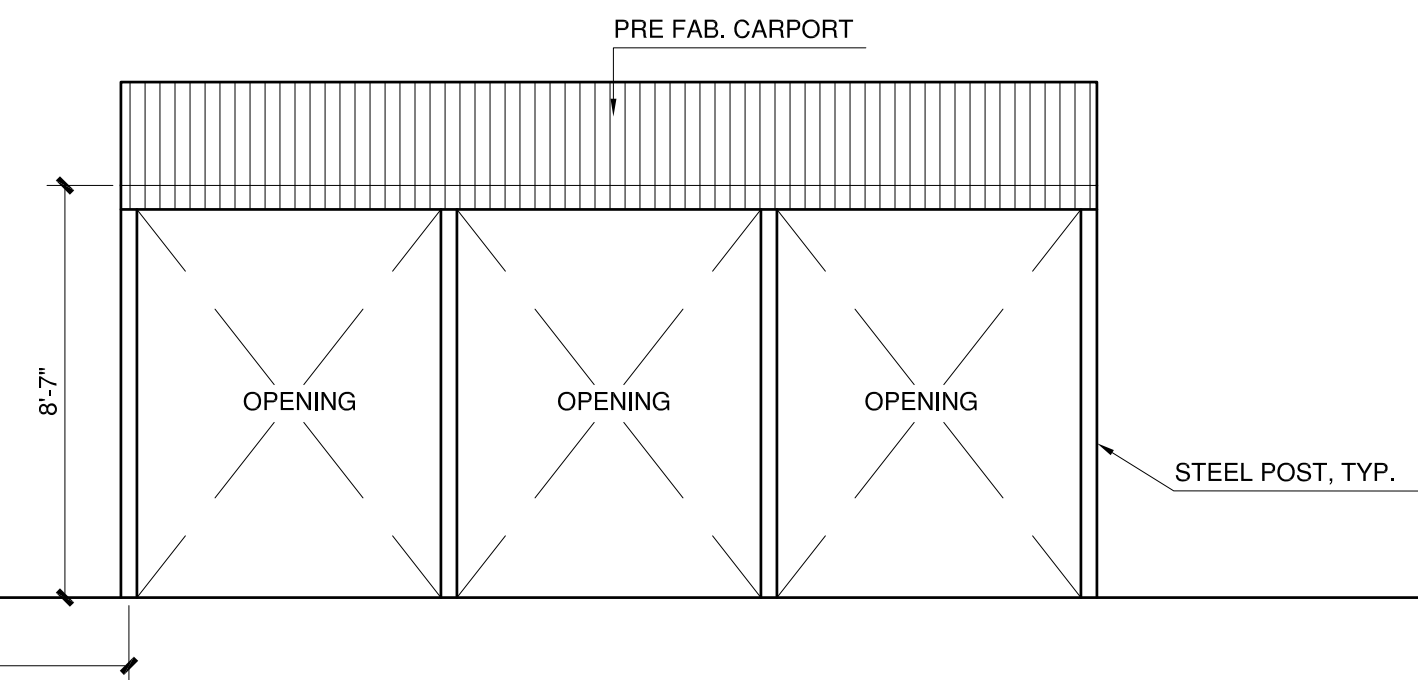 PRE FAB. CARPORT
8'-7"
OPENING
OPENING
OPENING
STEEL POST, TYP.